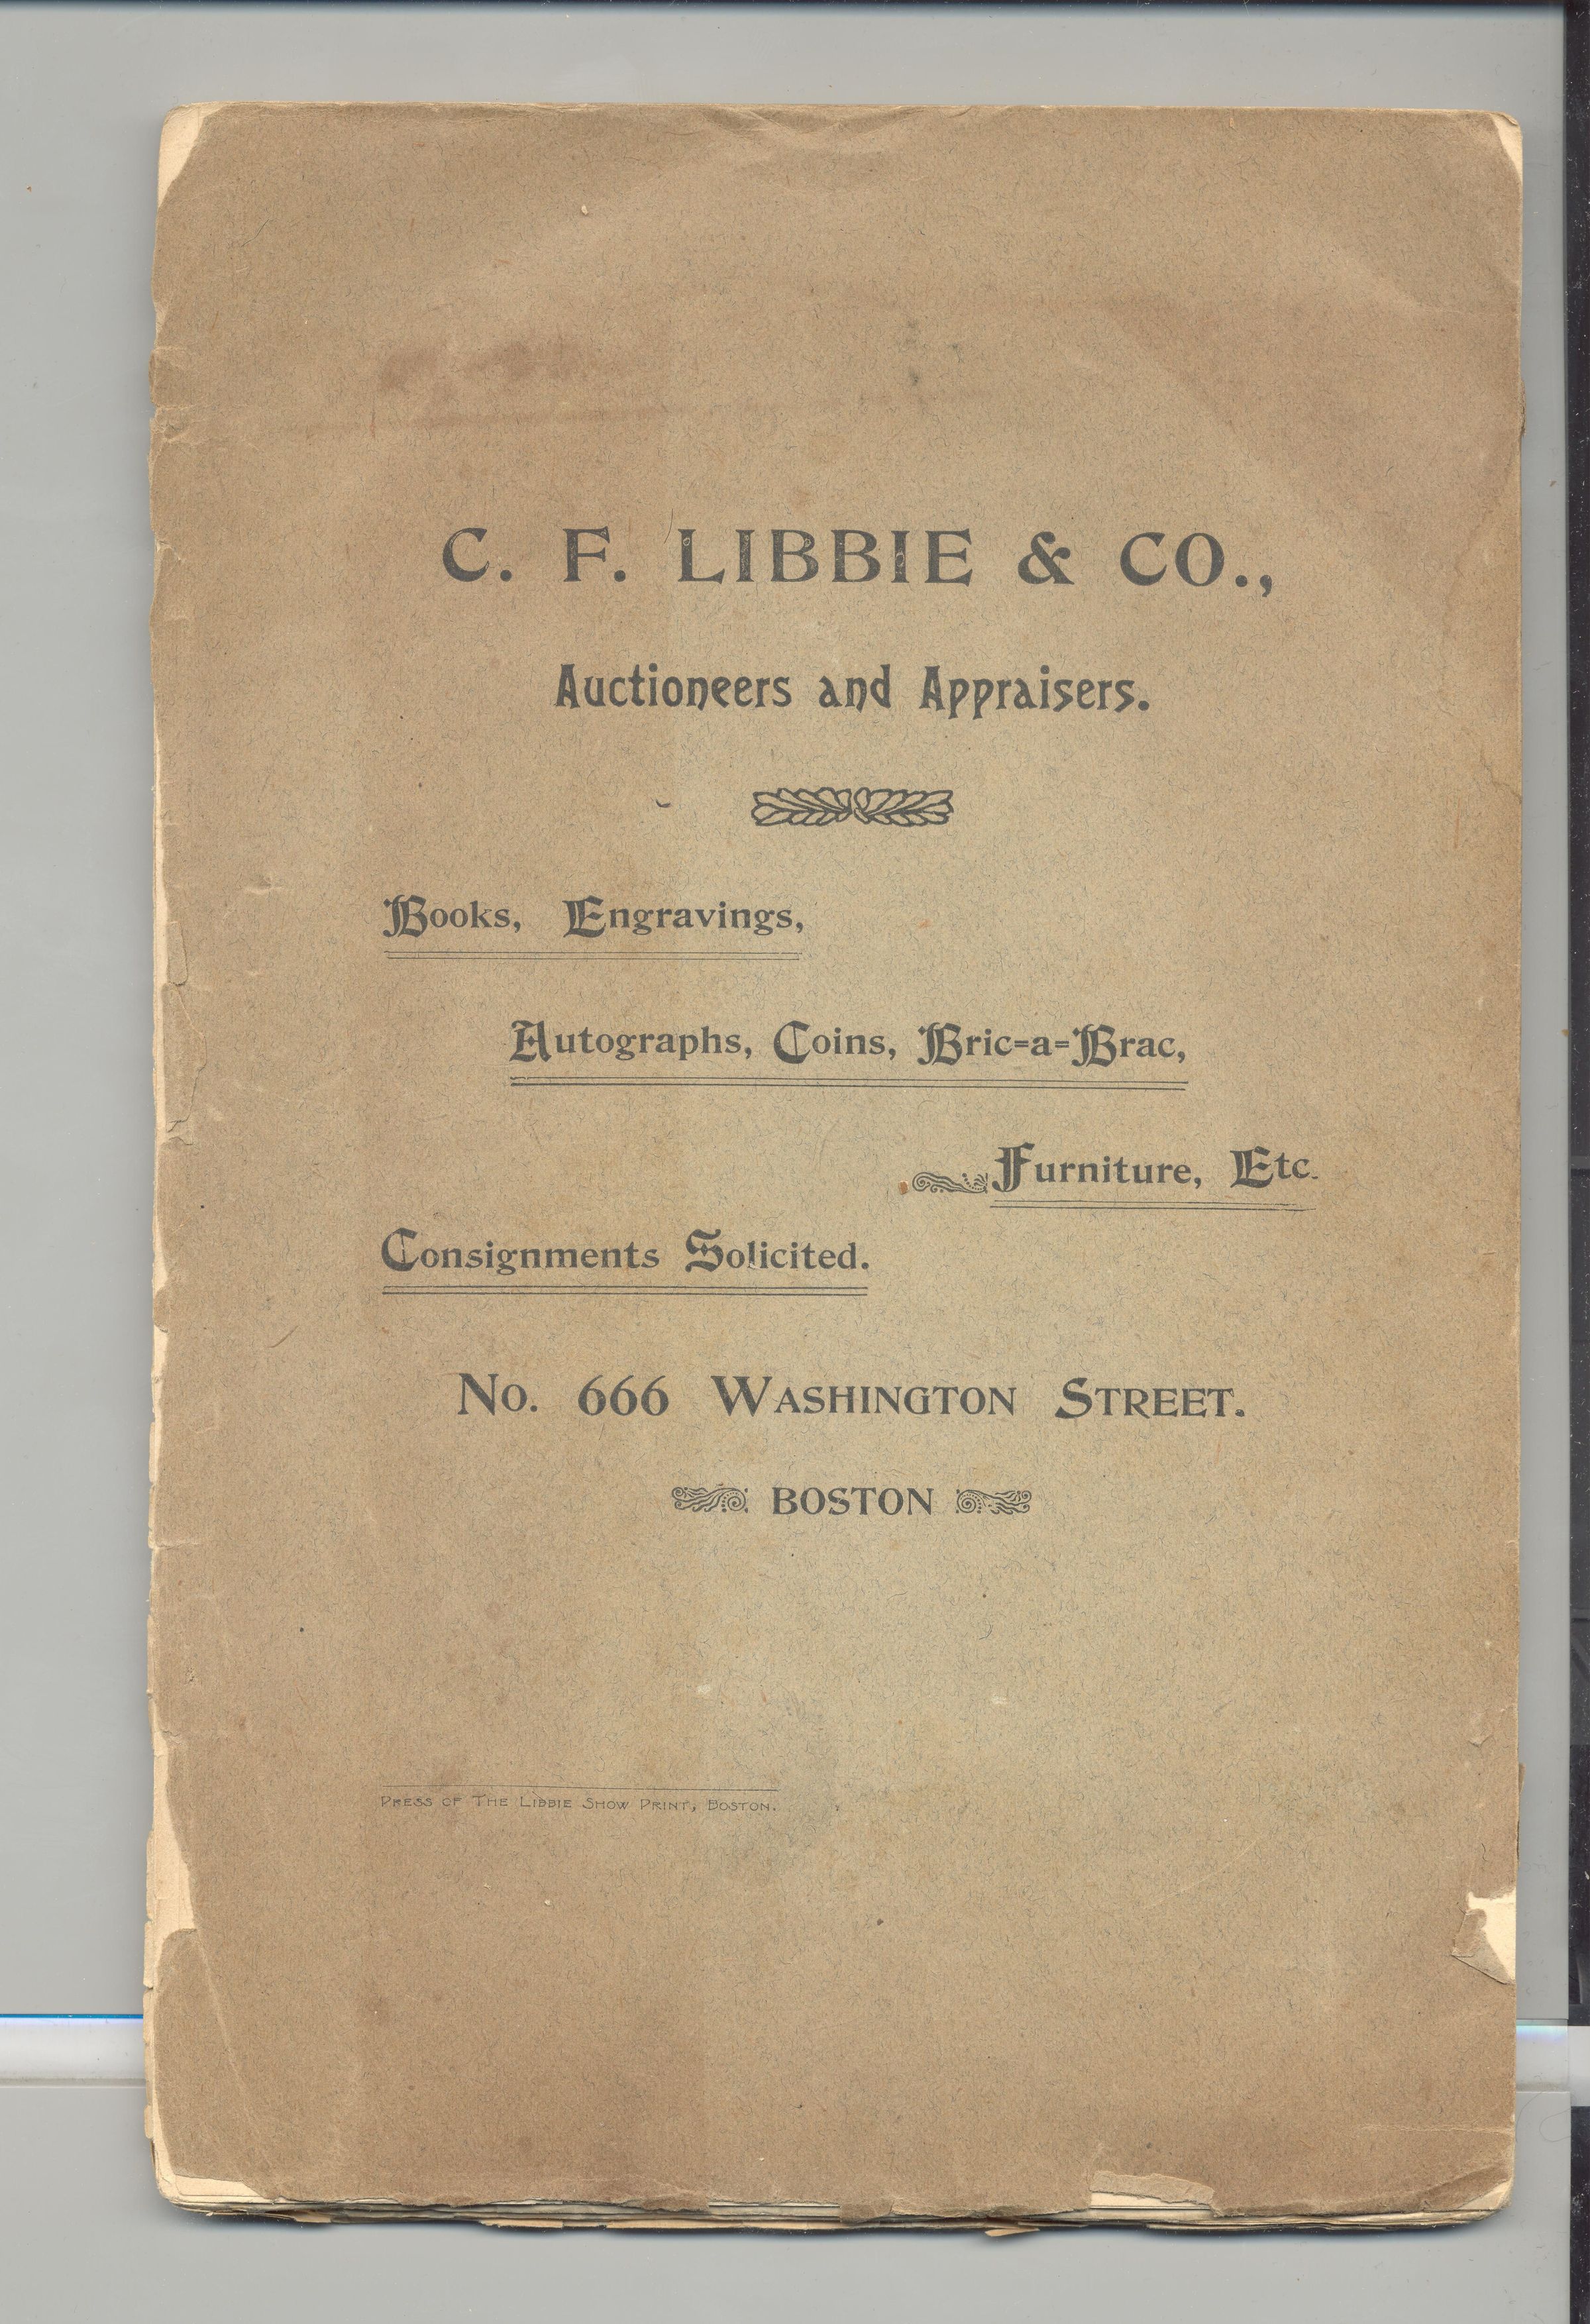 C. F. LIBBIE & CO.,
Auctioneers and Appraisers.
Books, Engravings,
Autographs, Coins, Bric=a=Brac,
Furniture, Etc.
Consignments Solicited.
No. 666 Washington Street.
BOSTON
Press of The Libbie Show Print, Boston.